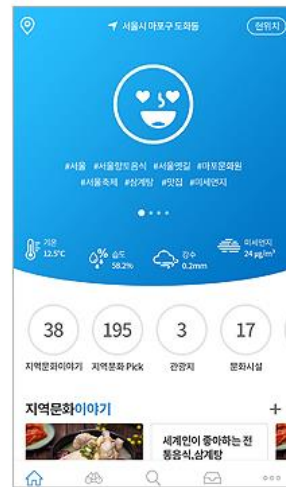 서울시 마포구 도화동
현위치
#서울 #서울향토음식 #서울옛길 #마포문화원
#서울축제 #삼계탕 #맛집 #미세먼지
기온
12.5°C
습도
58.2%
강수
0.2mm
미세먼지
24 μg/m³
38
195
3
17
지역문화이야기
지역문화 Pick
관광지
문화시설
지역문화이야기
세계인이 좋아하는 전
통음식,삼계탕